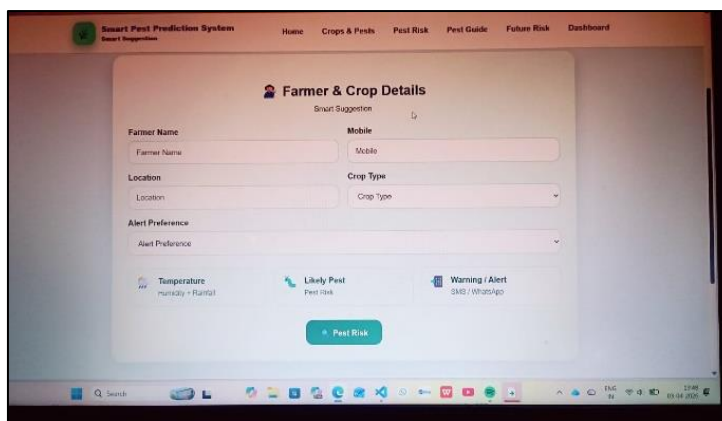 Smart Pest Prediction System
Smart Suggestion
Home Crops & Pests Pest Risk Pest Guide Future Risk Dashboard
Farmer & Crop Details
Smart Suggestion
Farmer Name Mobile
Farmer Name Mobile
Location Crop Type
Location Crop Type
Alert Preference
Alert Preference
Temperature Likely Pest Warning / Alert
Humidity + Rainfall Pest Risk SMS / WhatsApp
Pest Risk
Search ENG
IN